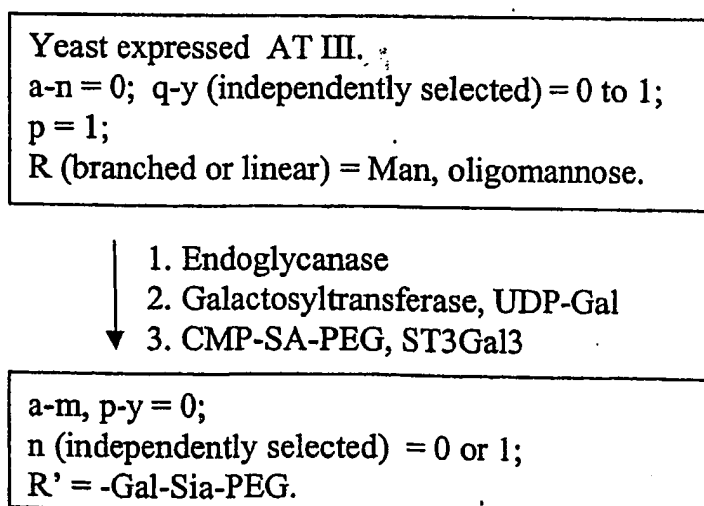 Yeast expressed AT III.
a-n = 0; q-y (independently selected) = 0 to 1;
p = 1;
R (branched or linear) = Man, oligomannose.
1. Endoglycanase
2. Galactosyltransferase, UDP-Gal
3. CMP-SA-PEG, ST3Gal3
a-m, p-y = 0;
n (independently selected) = 0 or 1;
R' = -Gal-Sia-PEG.